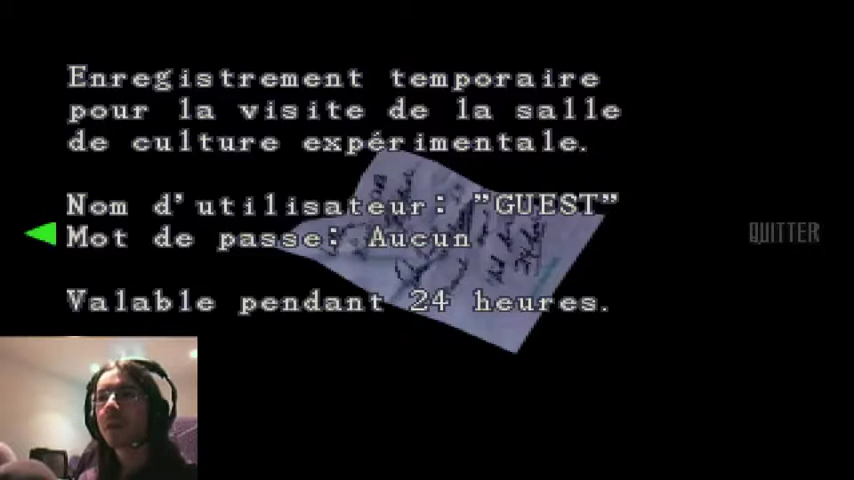 Enregistrement temporaire
pour la visite de la salle
de culture expérimentale.
Nom d'utilisateur: "GUEST"
Mot de passe: Aucun
QUITTER
Valable pendant 24 heures.